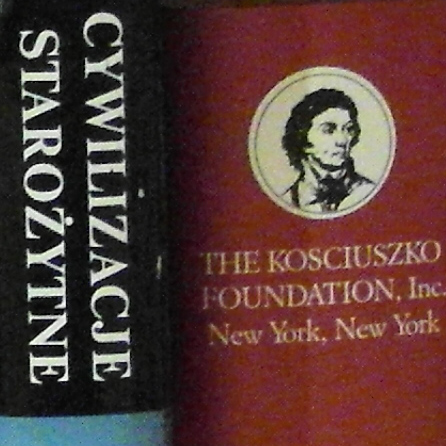 CYWILIZACJE
STAROŻYTNE
THE KOSCIUSZKO
FOUNDATION, Inc.
New York, New York